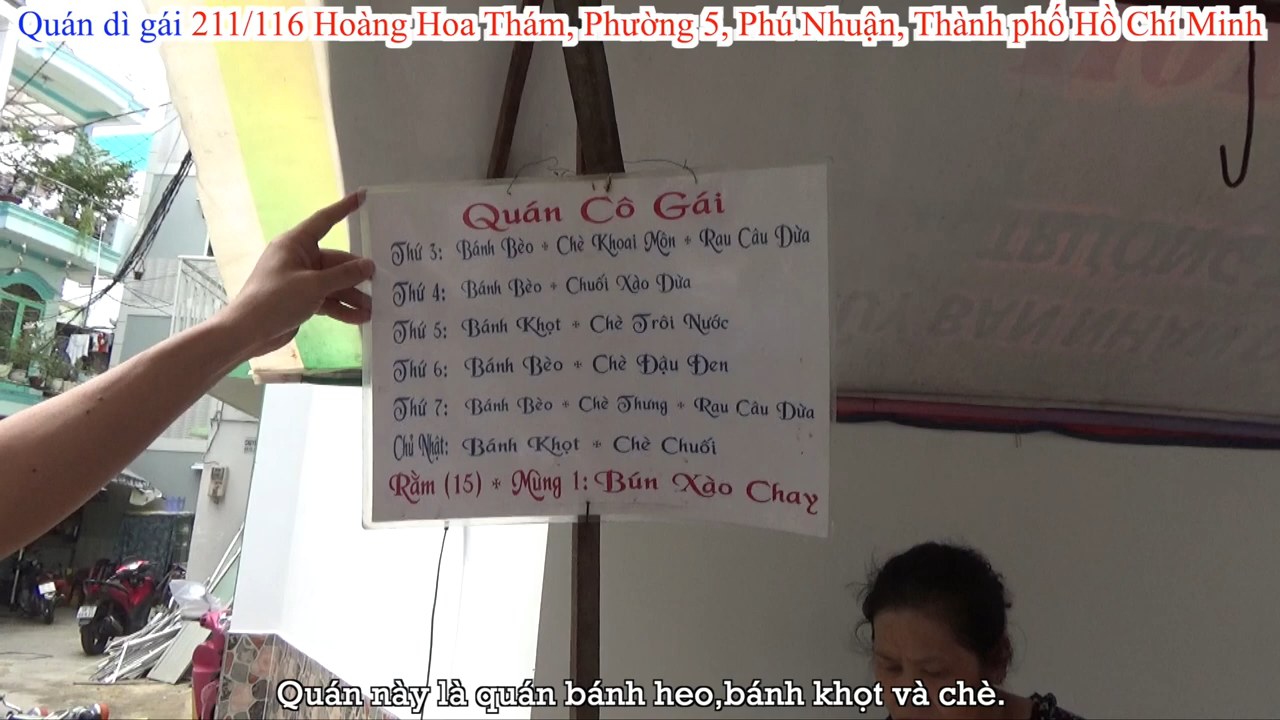 Quán dì gái 211/116 Hoàng Hoa Thám, Phường 5, Phú Nhuận, Thành phố Hồ Chí Minh
Quán Cô Gái
Thứ 3: Bánh Bèo + Chè Khoai Môn + Rau Câu Dừa
Thứ 4: Bánh Bèo + Chuối Xào Dừa
Thứ 5: Bánh Khọt + Chè Trôi Nước
Thứ 6: Bánh Bèo + Chè Đậu Đen
Thứ 7: Bánh Bèo + Chè Thưng + Rau Câu Dừa
Chủ Nhật: Bánh Khọt + Chè Chuối
Rằm (15) + Mùng 1: Bún Xào Chay
Quán này là quán bánh heo,bánh khọt và chè.